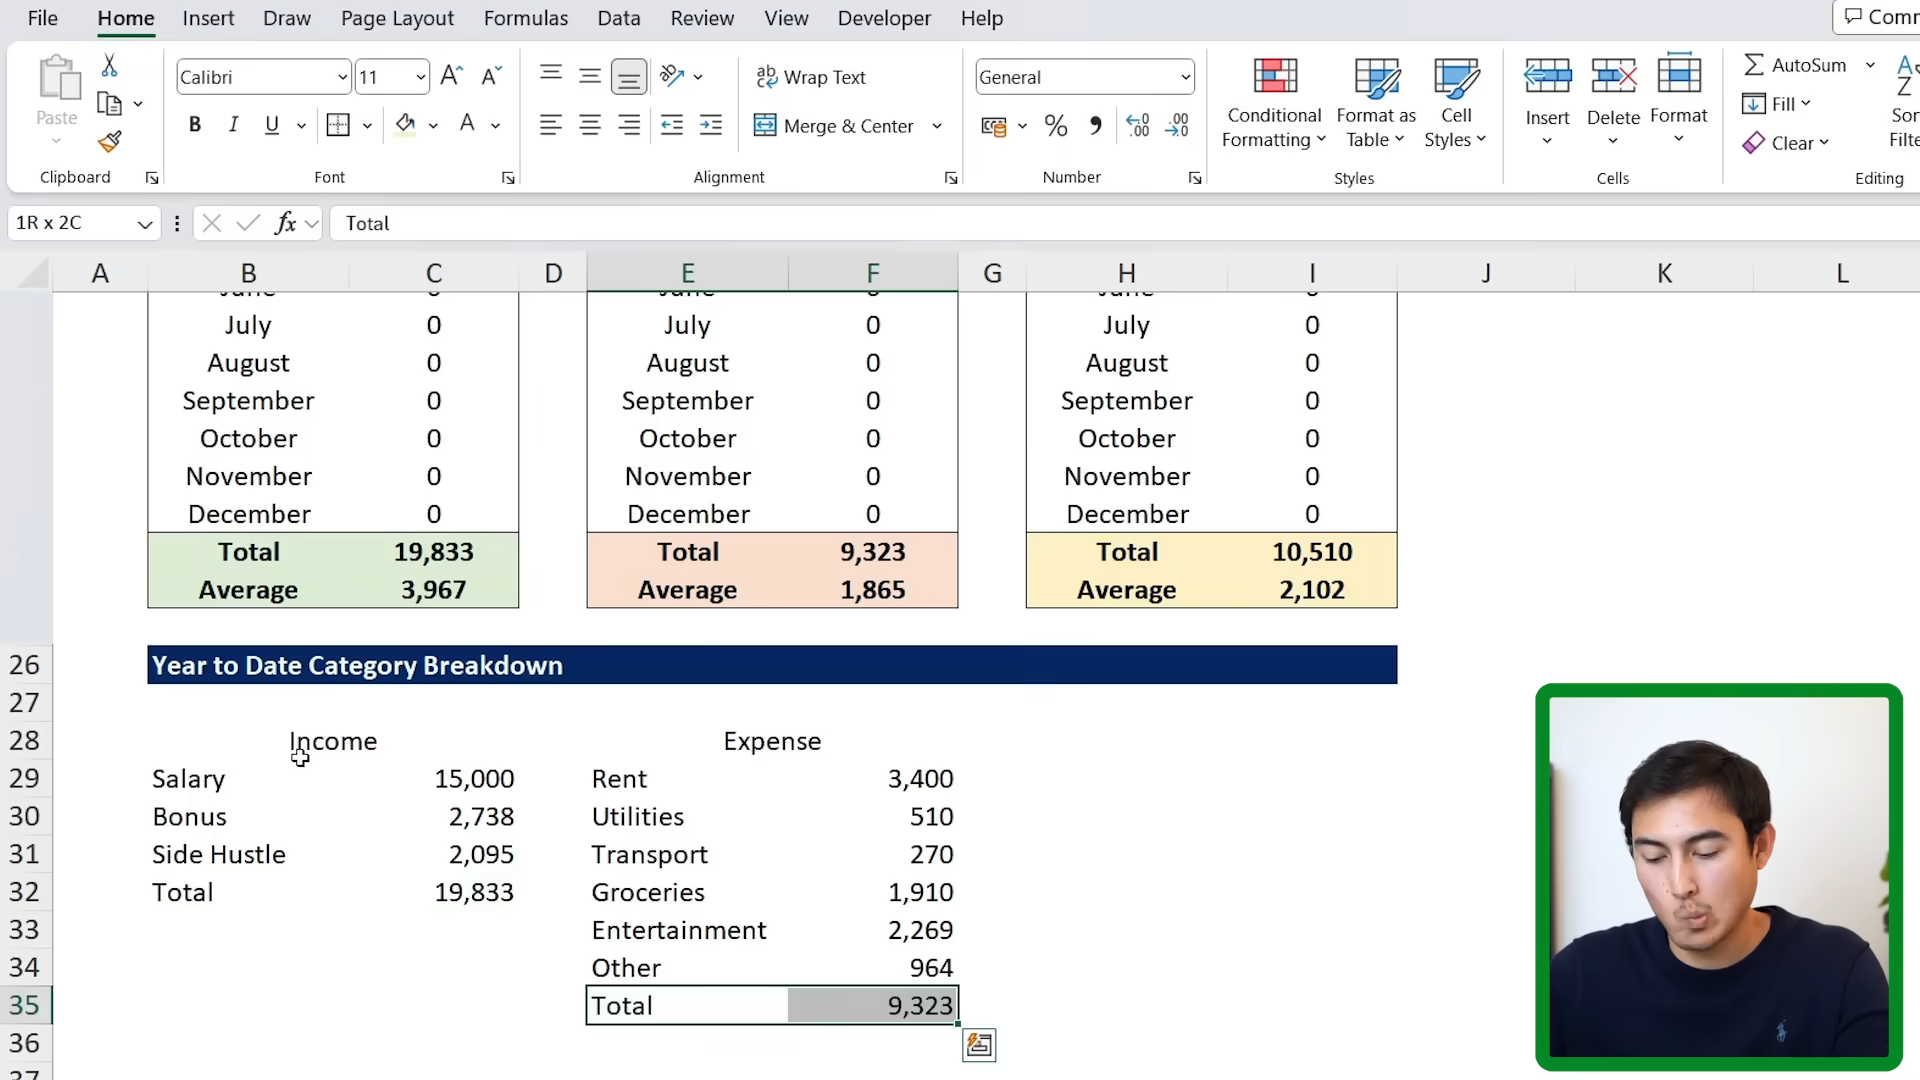 File Home Insert Draw Page Layout Formulas Data Review View Developer Help
Paste
Clipboard
Calibri 11
B I U
Font
ab Wrap Text
Merge & Center
Alignment
General
Number
Conditional Formatting
Format as Table
Cell Styles
Styles
Insert Delete Format
Cells
AutoSum
Fill
Clear
Editing
1R x 2C fx Total
A B C D E F G H I J K L
June 0 June 0 June 0
July 0 July 0 July 0
August 0 August 0 August 0
September 0 September 0 September 0
October 0 October 0 October 0
November 0 November 0 November 0
December 0 December 0 December 0
Total 19,833 Total 9,323 Total 10,510
Average 3,967 Average 1,865 Average 2,102
26 Year to Date Category Breakdown
27
28 Income Expense
29 Salary 15,000 Rent 3,400
30 Bonus 2,738 Utilities 510
31 Side Hustle 2,095 Transport 270
32 Total 19,833 Groceries 1,910
33 Entertainment 2,269
34 Other 964
35 Total 9,323
36
37